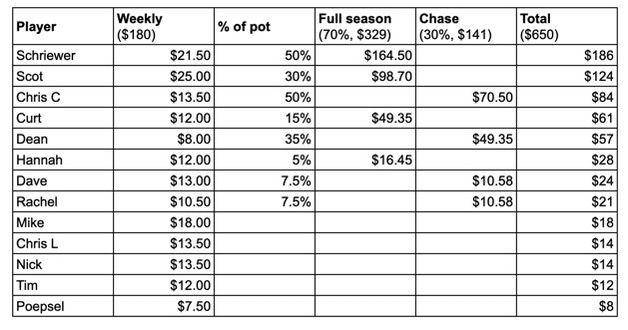 Player Weekly ($180) % of pot Full season (70%, $329) Chase (30%, $141) Total ($650)
Schriewer $21.50 50% $164.50 $186
Scot $25.00 30% $98.70 $124
Chris C $13.50 50% $70.50 $84
Curt $12.00 15% $49.35 $61
Dean $8.00 35% $49.35 $57
Hannah $12.00 5% $16.45 $28
Dave $13.00 7.5% $10.58 $24
Rachel $10.50 7.5% $10.58 $21
Mike $18.00 $18
Chris L $13.50 $14
Nick $13.50 $14
Tim $12.00 $12
Poepsel $7.50 $8